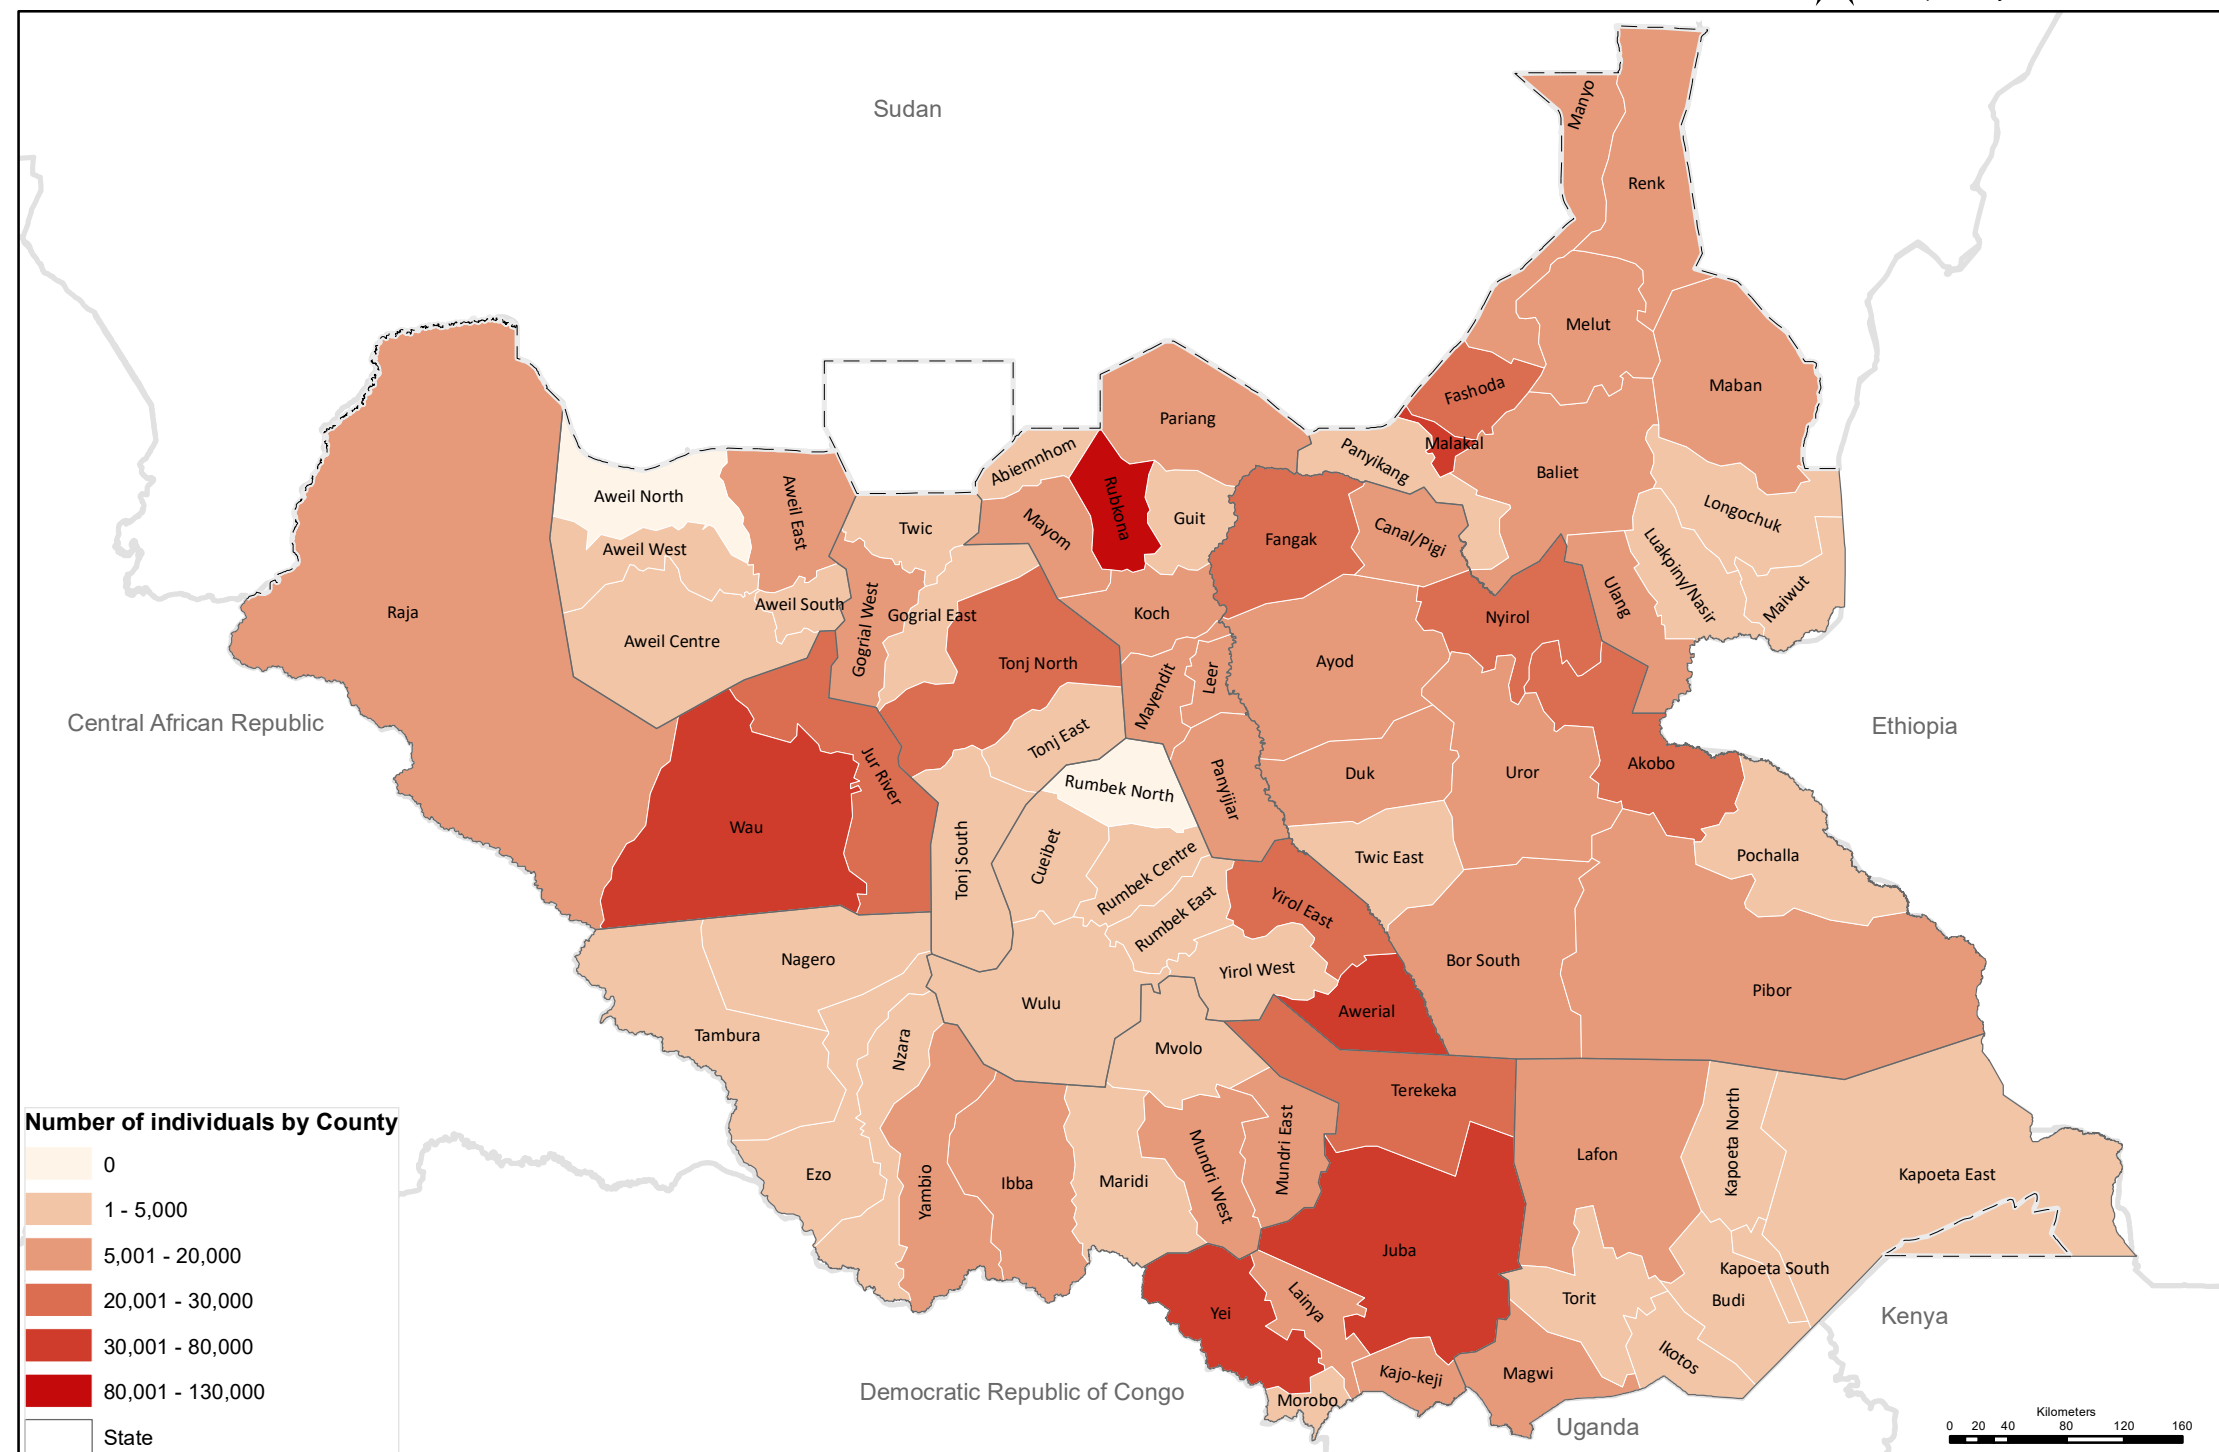 Sudan
Manyo
Renk
Melut
Maban
Fashoda
Malakal
Pariang
Panyikang
Baliet
Abiemnhom
Rubkona
Guit
Mayom
Fangak
Canal/Pigi
Longochuk
Luakpiny/Nasir
Maiwut
Ulang
Aweil North
Aweil East
Aweil West
Twic
Aweil South
Gogrial West
Gogrial East
Aweil Centre
Raja
Koch
Nyirol
Tonj North
Mayendit
Leer
Ayod
Central African Republic
Ethiopia
Tonj East
Jur River
Rumbek North
Panyijiar
Duk
Uror
Akobo
Wau
Tonj South
Cueibet
Rumbek Centre
Rumbek East
Twic East
Pochalla
Yirol East
Nagero
Yirol West
Bor South
Pibor
Wulu
Awerial
Tambura
Nzara
Mvolo
Terekeka
Ezo
Yambio
Ibba
Maridi
Mundri West
Mundri East
Lafon
Kapoeta North
Kapoeta East
Juba
Kapoeta South
Budi
Torit
Lainya
Yei
Ikotos
Kenya
Magwi
Kajo-keji
Morobo
Democratic Republic of Congo
Uganda
Number of individuals by County
0
1 - 5,000
5,001 - 20,000
20,001 - 30,000
30,001 - 80,000
80,001 - 130,000
State
Kilometers
0 20 40 80 120 160